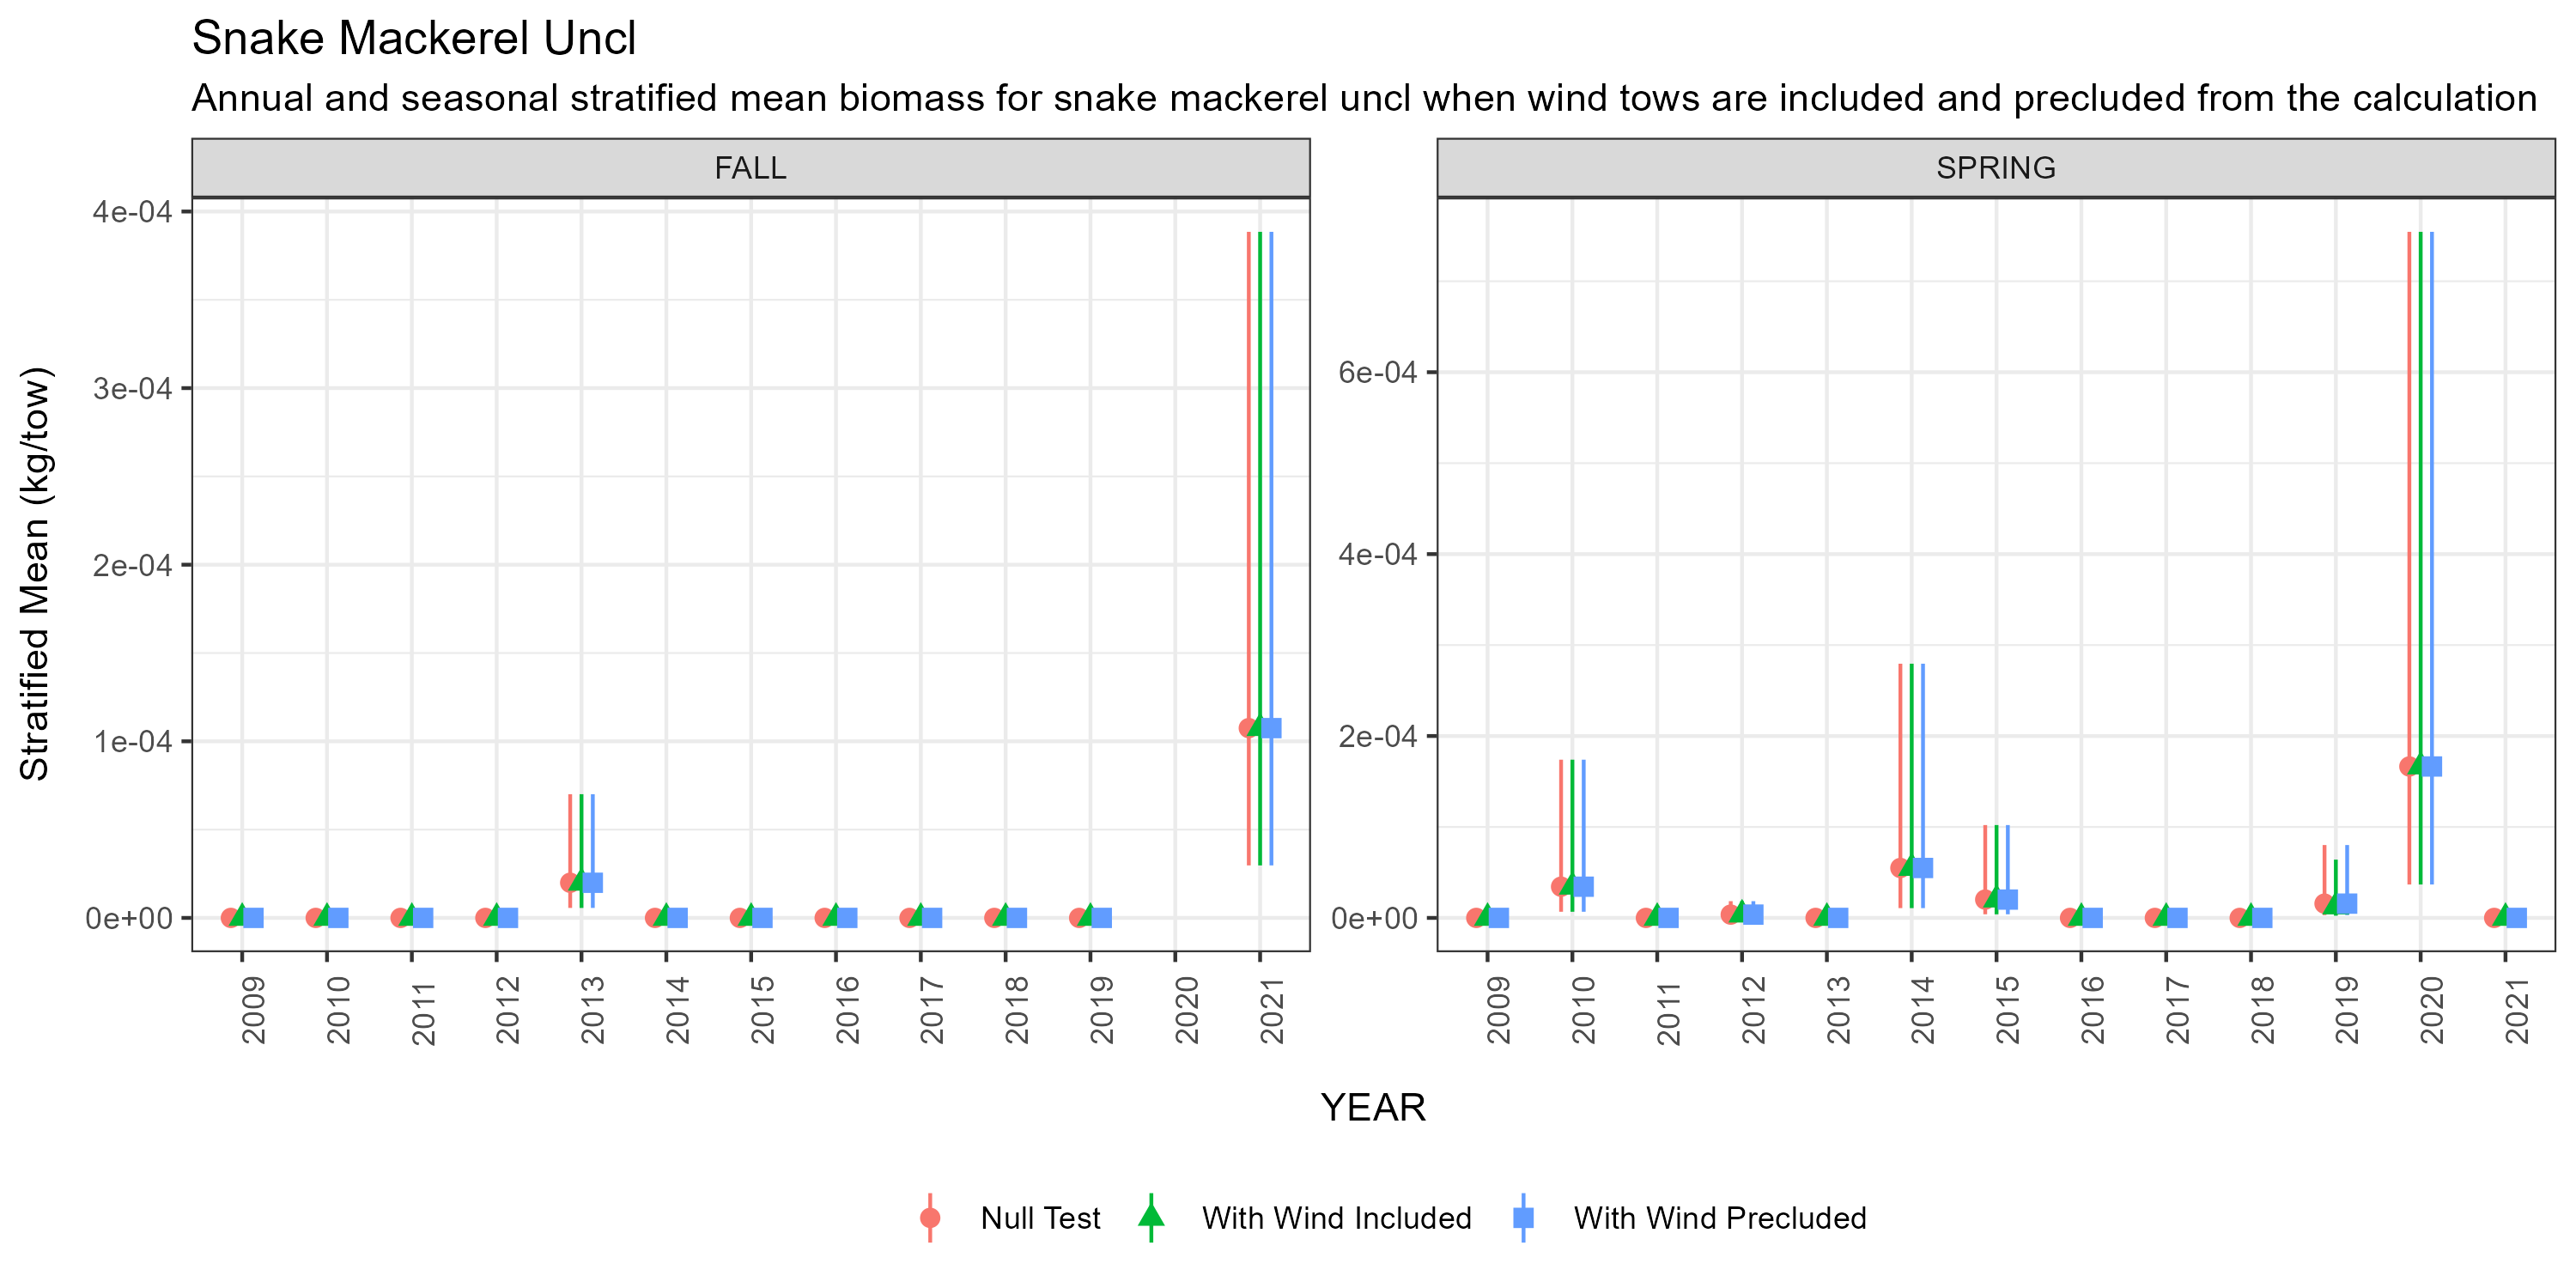 Snake Mackerel Uncl
Annual and seasonal stratified mean biomass for snake mackerel uncl when wind tows are included and precluded from the calculation
FALL
SPRING
Stratified Mean (kg/tow)
4e-04
3e-04
2e-04
1e-04
0e+00
6e-04
4e-04
2e-04
0e+00
2009 2010 2011 2012 2013 2014 2015 2016 2017 2018 2019 2020 2021
2009 2010 2011 2012 2013 2014 2015 2016 2017 2018 2019 2020 2021
YEAR
Null Test With Wind Included With Wind Precluded